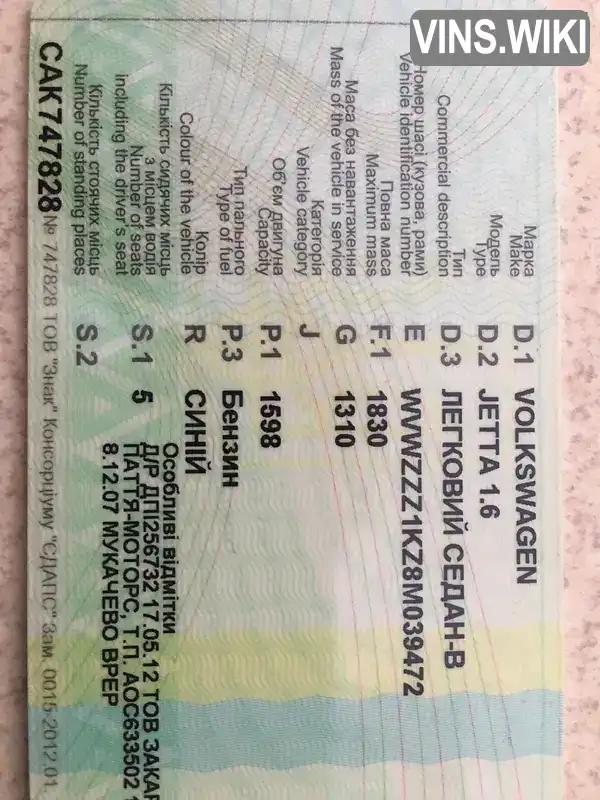 VINS.WIKI
Марка D.1 VOLKSWAGEN
Make
Модель D.2 JETTA 1.6
Type
Тип D.3 ЛЕГКОВИЙ СЕДАН-В
Commercial description
Номер шасі (кузова, рами) E WVWZZZ1KZ8M039472
Vehicle identification number
Повна маса F.1 1830
Maximum mass
Маса без навантаження G 1310
Mass of the vehicle in service
Категорія J
Vehicle category
Об'єм двигуна P.1 1598
Capacity
Тип пального P.3 Бензин
Type of fuel
Колір R СИНІЙ
Colour of the vehicle
Особливі відмітки
Кількість сидячих місць S.1 5
з місцем водія
Number of seats
including the driver's seat
Д/Р ДПІ256732 17.05.12 ТОВ ЗАКАР
ПАТТЯ-МОТОРС, Т.П. АОС633502
8.12.07 МУКАЧЕВО ВРЕР
Кількість стоячих місць S.2
Number of standing places
САК747828 № 747828 ТОВ "Знак" Консорціуму "ЄДАПС" Зам. 0015-2012.01.